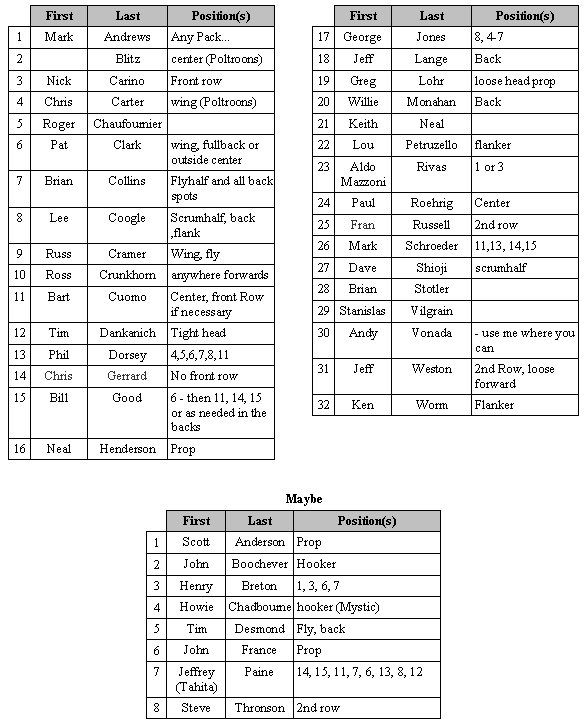 First Last Position(s)
1 Mark Andrews Any Pack...
2 Blitz center (Poltroons)
3 Nick Carino Front row
4 Chris Carter wing (Poltroons)
5 Roger Chaufournier
6 Pat Clark wing, fullback or
outside center
7 Brian Collins Flyhalf and all back
spots
8 Lee Coogle Scrumhalf, back
,flank
9 Russ Cramer Wing, fly
10 Ross Crunkhorn anywhere forwards
11 Bart Cuomo Center, front Row
if necessary
12 Tim Dankanich Tight head
13 Phil Dorsey 4,5,6,7,8,11
14 Chris Gerrard No front row
15 Bill Good 6 - then 11, 14, 15
or as needed in the
backs
16 Neal Henderson Prop
First Last Position(s)
17 George Jones 8, 4-7
18 Jeff Lange Back
19 Greg Lohr loose head prop
20 Willie Monahan Back
21 Keith Neal
22 Lou Petruzello flanker
23 Aldo Rivas 1 or 3
Mazzoni
24 Paul Roehrig Center
25 Fran Russell 2nd row
26 Mark Schroeder 11,13, 14,15
27 Dave Shioji scrumhalf
28 Brian Stotler
29 Stanislas Vilgrain
30 Andy Vonada - use me where you
can
31 Jeff Weston 2nd Row, loose
forward
32 Ken Worm Flanker
Maybe
First Last Position(s)
1 Scott Anderson Prop
2 John Boochever Hooker
3 Henry Breton 1, 3, 6, 7
4 Howie Chadbourne hooker (Mystic)
5 Tim Desmond Fly, back
6 John France Prop
7 Jeffrey Paine 14, 15, 11, 7, 6, 13, 8, 12
(Tahita)
8 Steve Thronson 2nd row